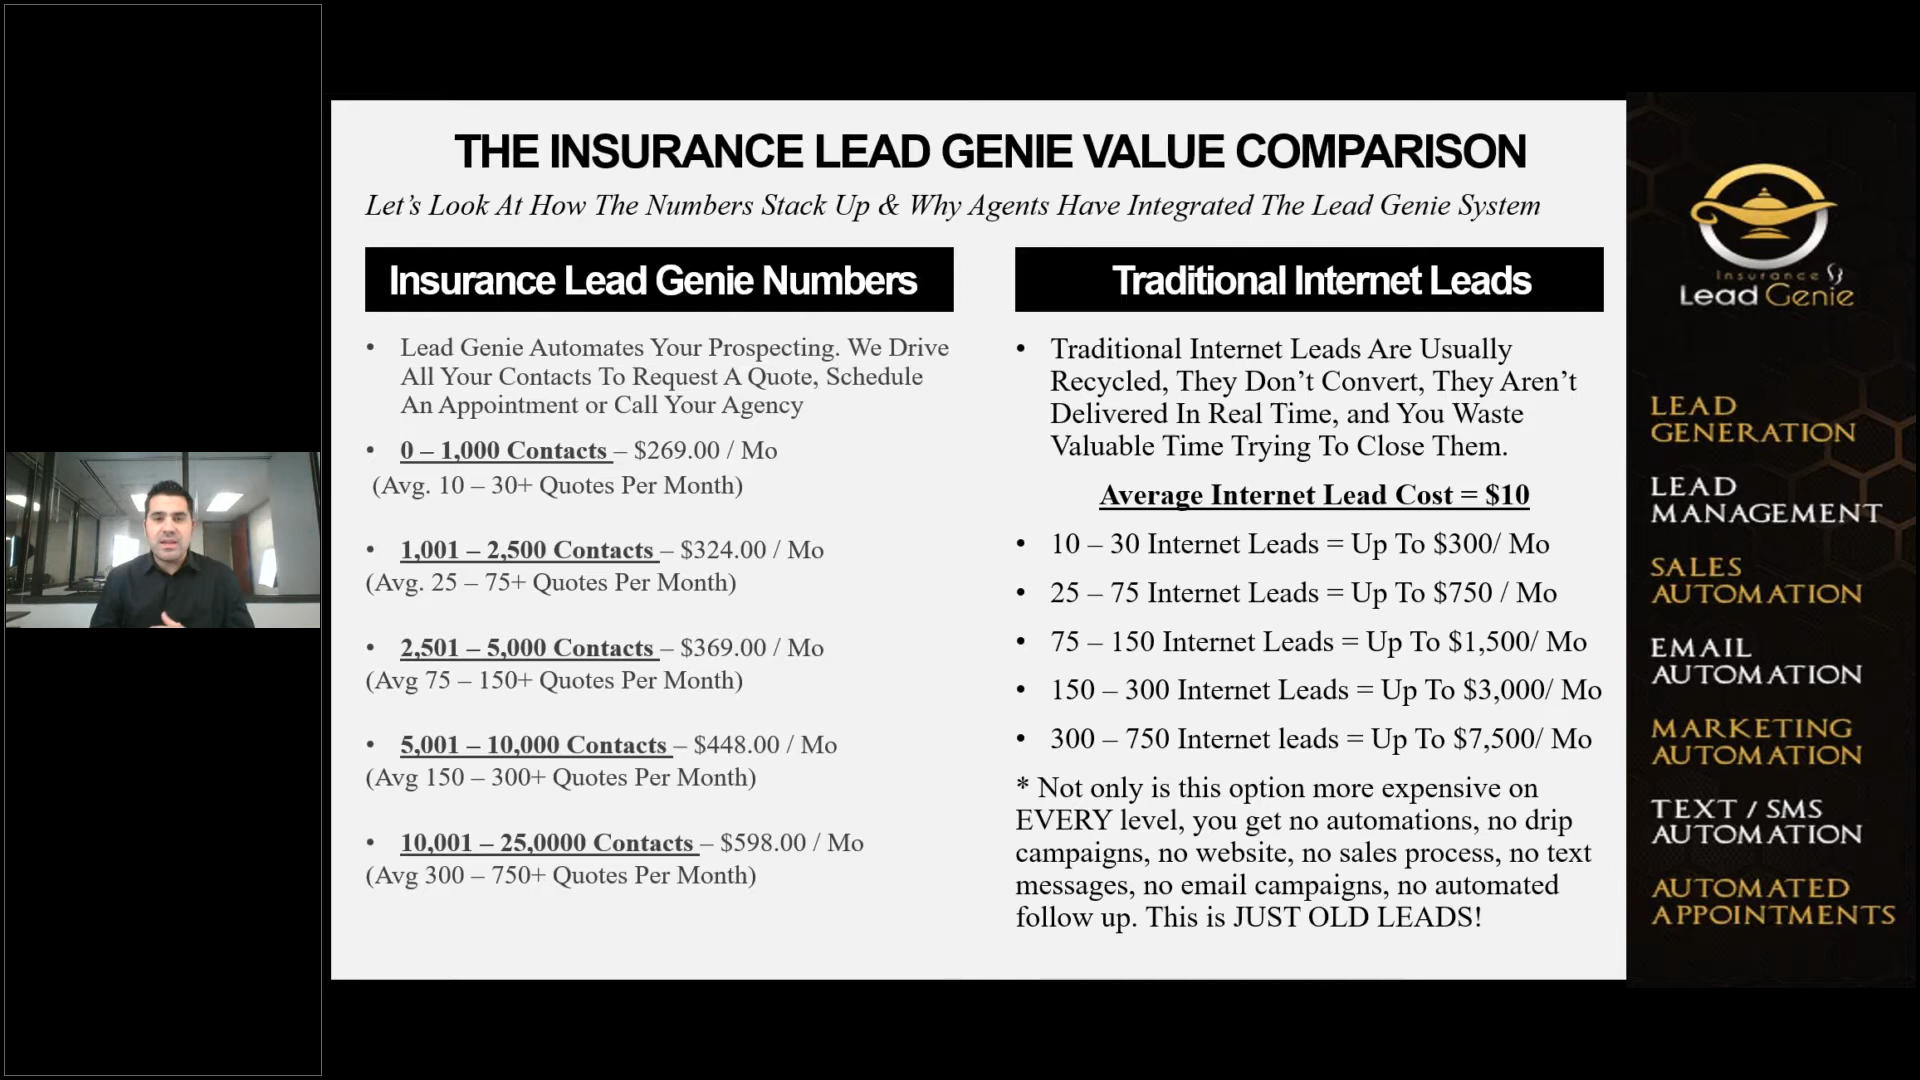 THE INSURANCE LEAD GENIE VALUE COMPARISON
Let's Look At How The Numbers Stack Up & Why Agents Have Integrated The Lead Genie System
Insurance Lead Genie Numbers
• Lead Genie Automates Your Prospecting. We Drive
All Your Contacts To Request A Quote, Schedule
An Appointment or Call Your Agency
• 0 – 1,000 Contacts – $269.00 / Mo
(Avg. 10 – 30+ Quotes Per Month)
• 1,001 – 2,500 Contacts – $324.00 / Mo
(Avg. 25 – 75+ Quotes Per Month)
• 2,501 – 5,000 Contacts – $369.00 / Mo
(Avg 75 – 150+ Quotes Per Month)
• 5,001 – 10,000 Contacts – $448.00 / Mo
(Avg 150 – 300+ Quotes Per Month)
• 10,001 – 25,0000 Contacts – $598.00 / Mo
(Avg 300 – 750+ Quotes Per Month)
Traditional Internet Leads
• Traditional Internet Leads Are Usually
Recycled, They Don't Convert, They Aren't
Delivered In Real Time, and You Waste
Valuable Time Trying To Close Them.
Average Internet Lead Cost = $10
• 10 – 30 Internet Leads = Up To $300/ Mo
• 25 – 75 Internet Leads = Up To $750 / Mo
• 75 – 150 Internet Leads = Up To $1,500/ Mo
• 150 – 300 Internet Leads = Up To $3,000/ Mo
• 300 – 750 Internet leads = Up To $7,500/ Mo
* Not only is this option more expensive on
EVERY level, you get no automations, no drip
campaigns, no website, no sales process, no text
messages, no email campaigns, no automated
follow up. This is JUST OLD LEADS!
Insurance
Lead Genie
LEAD
GENERATION
LEAD
MANAGEMENT
SALES
AUTOMATION
EMAIL
AUTOMATION
MARKETING
AUTOMATION
TEXT / SMS
AUTOMATION
AUTOMATED
APPOINTMENTS